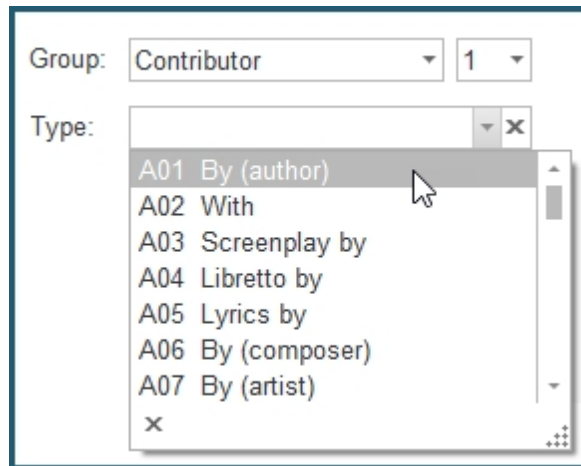 Group: Contributor 1
Type:
A01 By (author)
A02 With
A03 Screenplay by
A04 Libretto by
A05 Lyrics by
A06 By (composer)
A07 By (artist)